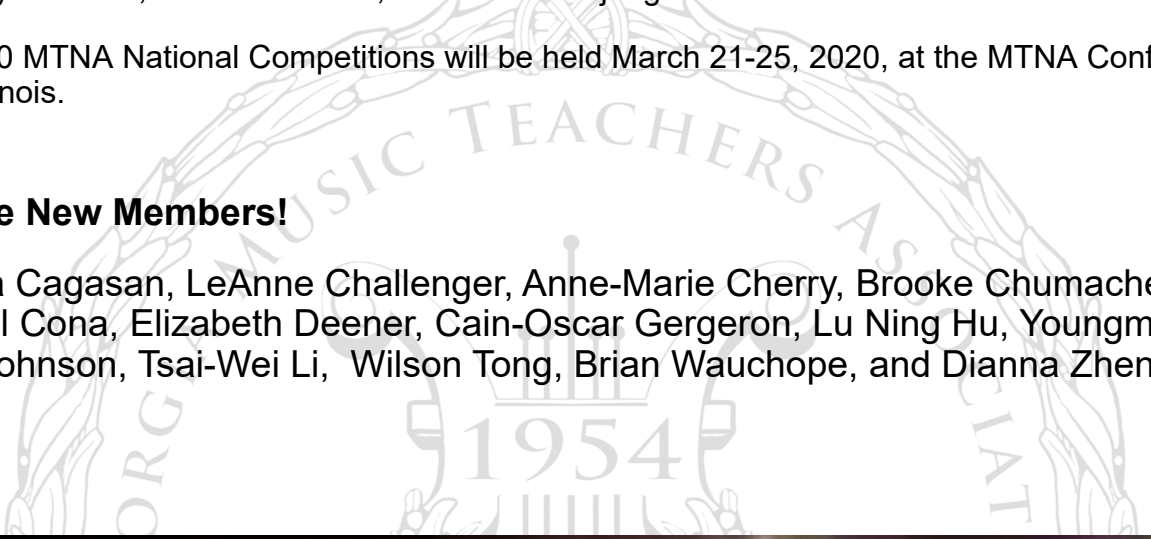 0 MTNA National Competitions will be held March 21-25, 2020, at the MTNA Conf
nois.
MUSIC TEACHERS ASSOCIAT
e New Members!
a Cagasan, LeAnne Challenger, Anne-Marie Cherry, Brooke Chumache
l Cona, Elizabeth Deener, Cain-Oscar Gergeron, Lu Ning Hu, Youngm
ohnson, Tsai-Wei Li, Wilson Tong, Brian Wauchope, and Dianna Zhen
ORG
1954